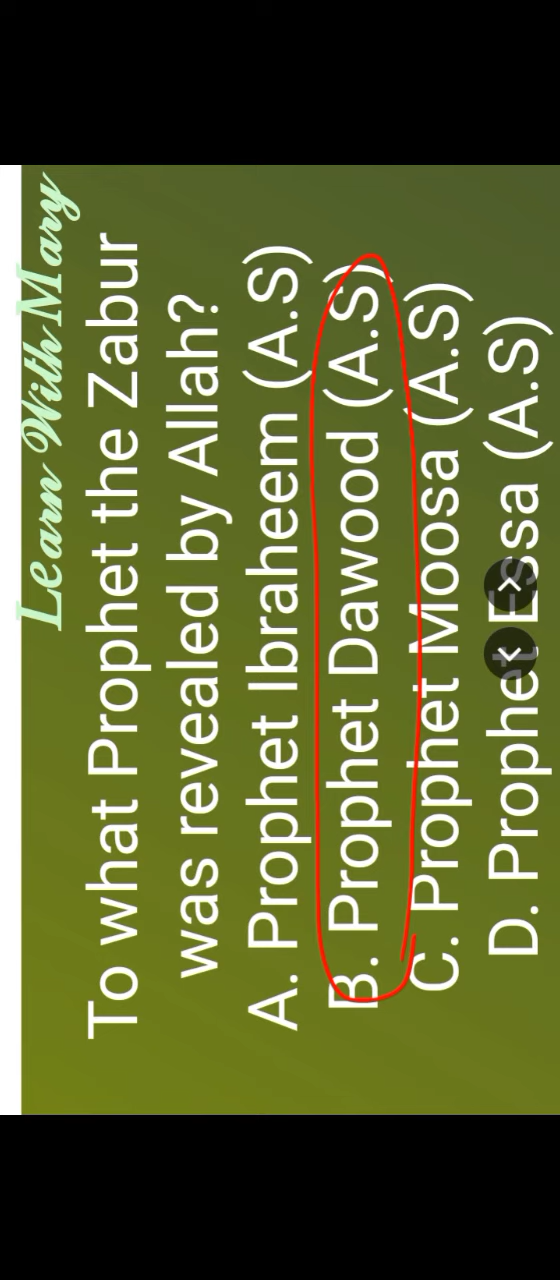 Learn With Mary
To what Prophet the Zabur
was revealed by Allah?
A. Prophet Ibraheem (A.S)
B. Prophet Dawood (A.S)
C. Prophet Moosa (A.S)
D. Prophet Essa (A.S)